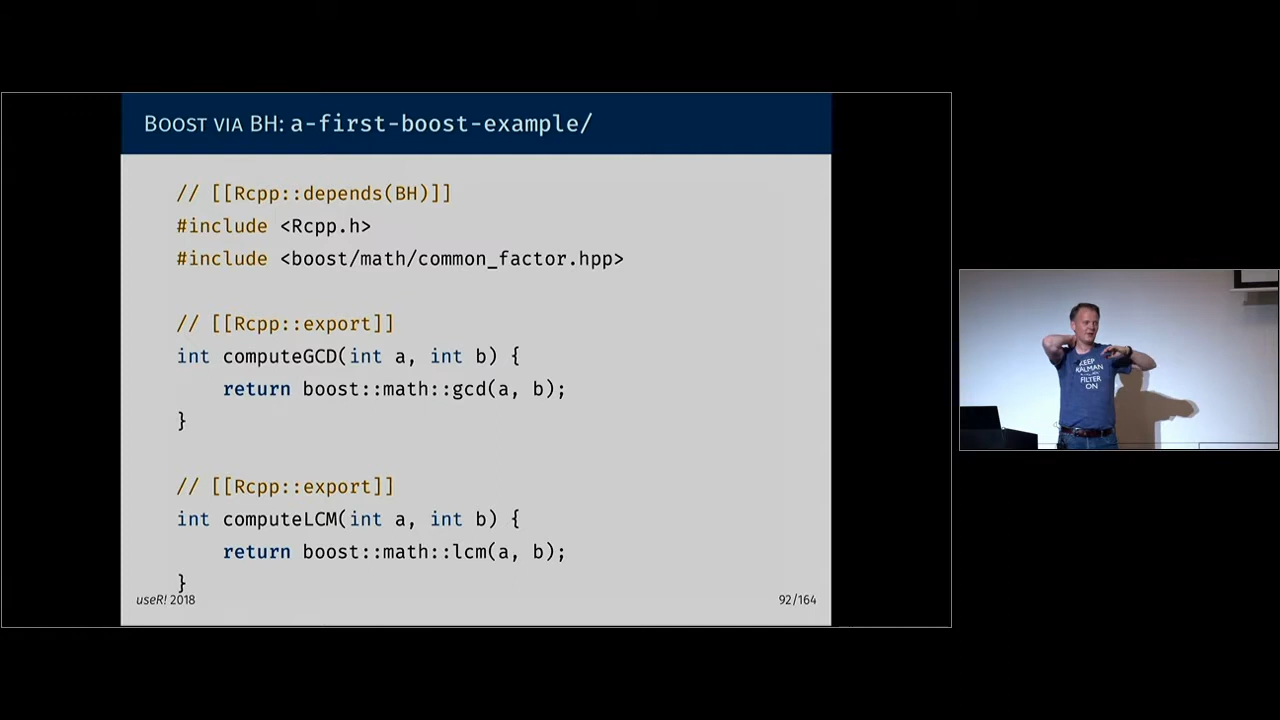 BOOST VIA BH: a-first-boost-example/
// [[Rcpp::depends(BH)]]
#include <Rcpp.h>
#include <boost/math/common_factor.hpp>
// [[Rcpp::export]]
int computeGCD(int a, int b) {
return boost::math::gcd(a, b);
}
// [[Rcpp::export]]
int computeLCM(int a, int b) {
return boost::math::lcm(a, b);
}
useR! 2018
92/164
KEEP
KALMAN
FILTER
ON